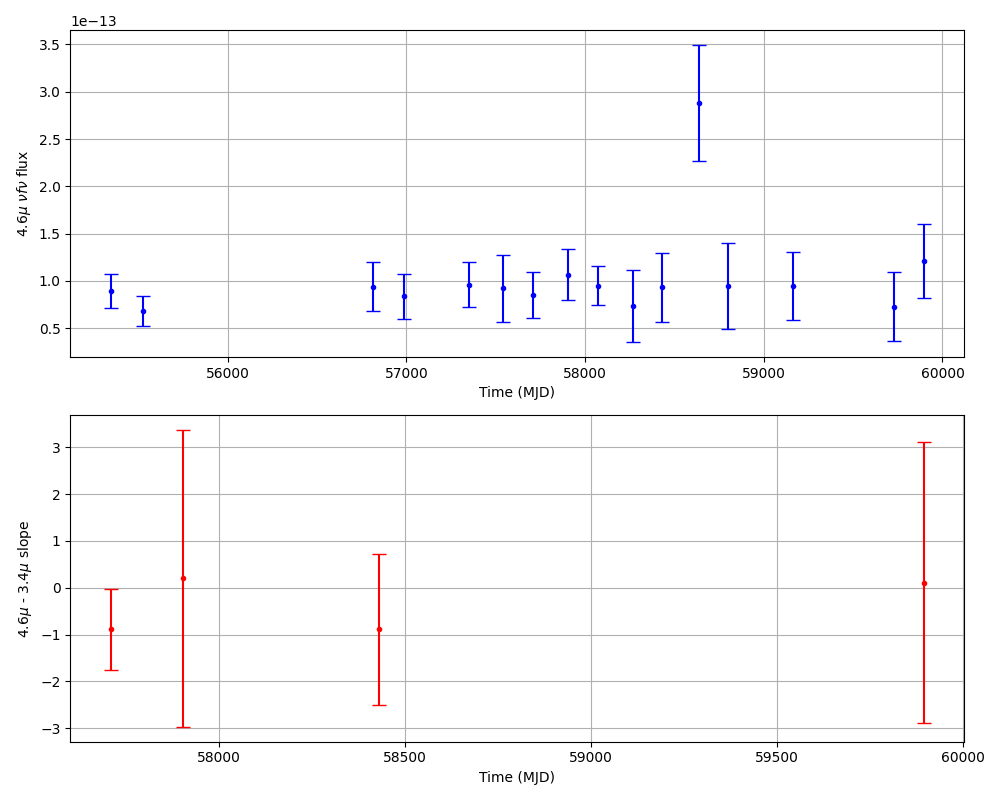 1e−13
3.5
3.0
2.5
2.0
1.5
1.0
0.5
4.6μ νfν flux
56000 57000 58000 59000 60000
Time (MJD)
3
2
1
0
−1
−2
−3
4.6μ - 3.4μ slope
58000 58500 59000 59500 60000
Time (MJD)